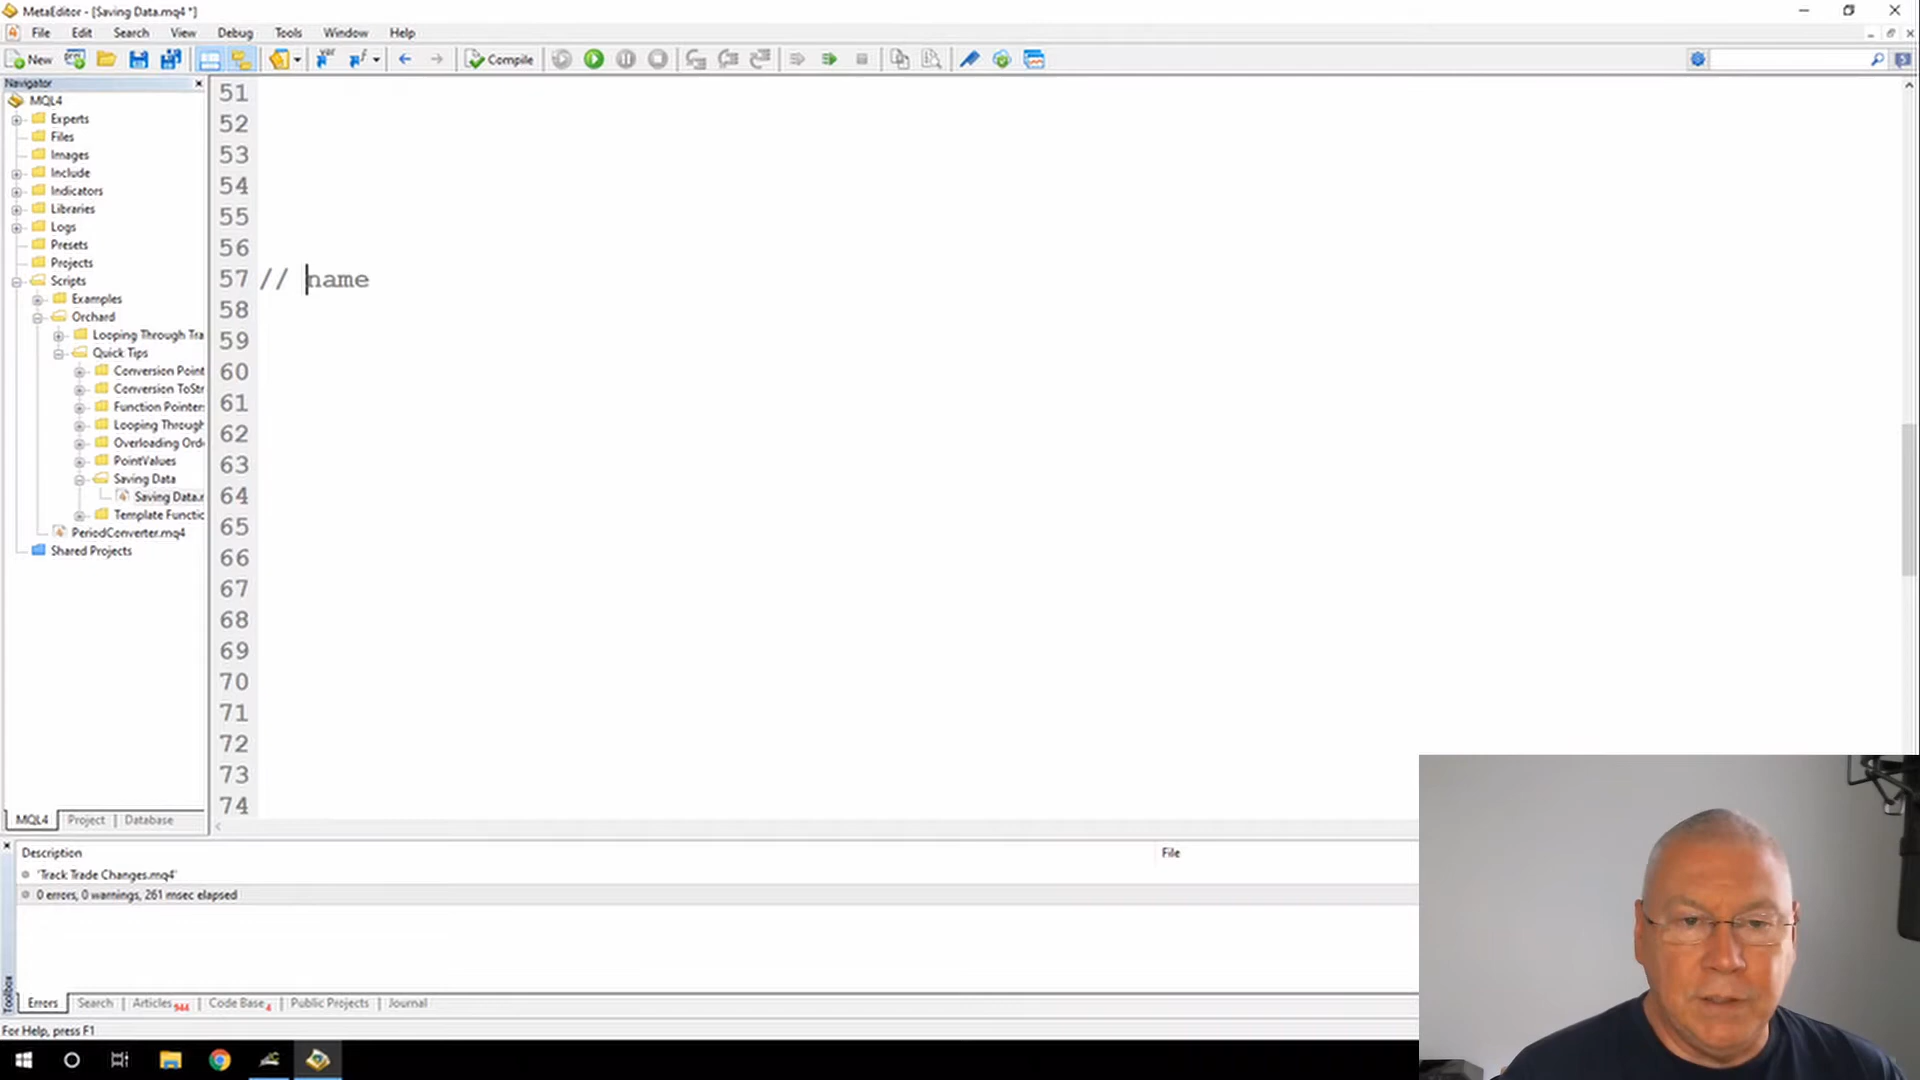 MetaEditor - [Saving Data.mq4 *]
File Edit Search View Debug Tools Window Help
New Compile
Navigator
MQL4
Experts
Files
Images
Include
Indicators
Libraries
Logs
Presets
Projects
Scripts
Examples
Orchard
Looping Through Tra
Quick Tips
Conversion Point
Conversion ToStr
Function Pointer
Looping Through
Overloading Ord
PointValues
Saving Data
Saving Data.r
Template Functic
PeriodConverter.mq4
Shared Projects
MQL4 Project Database
51
52
53
54
55
56
57 // name
58
59
60
61
62
63
64
65
66
67
68
69
70
71
72
73
74
Description File
'Track Trade Changes.mq4'
0 errors, 0 warnings, 261 msec elapsed
Toolbox
Errors Search Articles 944 Code Base 4 Public Projects Journal
For Help, press F1